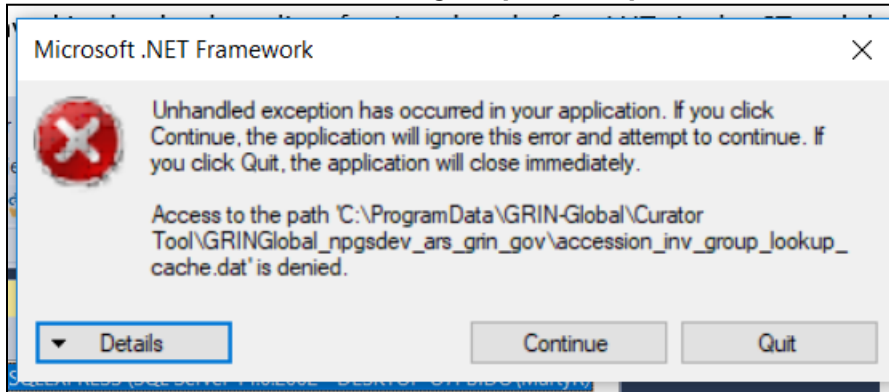 Microsoft .NET Framework
Unhandled exception has occurred in your application. If you click
Continue, the application will ignore this error and attempt to continue. If
you click Quit, the application will close immediately.
Access to the path 'C:\ProgramData\GRIN-Global\Curator
Tool\GRINGlobal_npgsdev_ars_grin_gov\accession_inv_group_lookup_
cache.dat' is denied.
Details
Continue
Quit